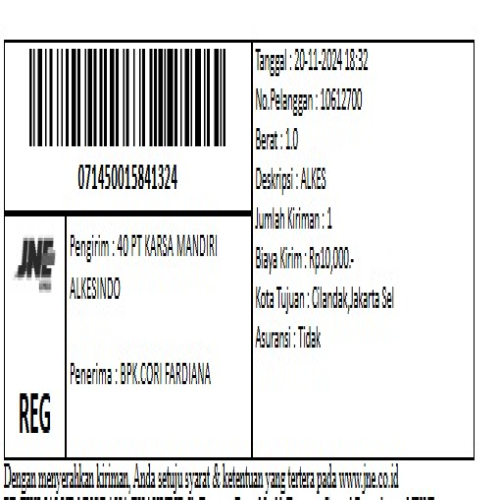 071450015841324
JNE
REG
Pengirim : 40 PT KARSA MANDIRI
ALKESINDO
Penerima : BPK.CORI FARDIANA
Tanggal : 20-11-2024 18:32
No.Pelanggan : 10612700
Berat : 1.0
Deskripsi : ALKES
Jumlah Kiriman : 1
Biaya Kirim : Rp10,000.-
Kota Tujuan : Cilandak,Jakarta Sel
Asuransi : Tidak
Dengan menyerahkan kiriman, Anda setuju syarat & ketentuan yang tertera pada www.jne.co.id